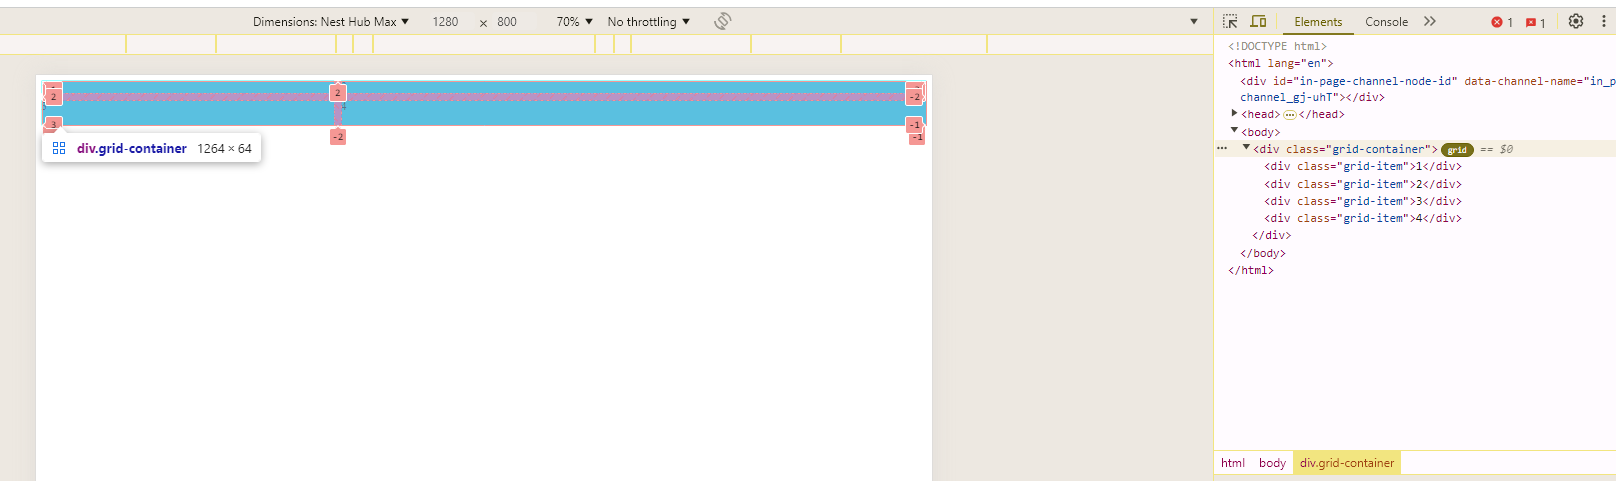 Dimensions: Nest Hub Max ▼ 1280 × 800 70% ▼ No throttling ▼
Elements Console 1 1
2 2 -2
3 -1
-2 -1
div.grid-container 1264 × 64
<!DOCTYPE html>
<html lang="en">
<div id="in-page-channel-node-id" data-channel-name="in_p
channel_gj-uhT"></div>
<head> ⋯ </head>
<body>
<div class="grid-container"> grid == $0
<div class="grid-item">1</div>
<div class="grid-item">2</div>
<div class="grid-item">3</div>
<div class="grid-item">4</div>
</div>
</body>
</html>
html body div.grid-container